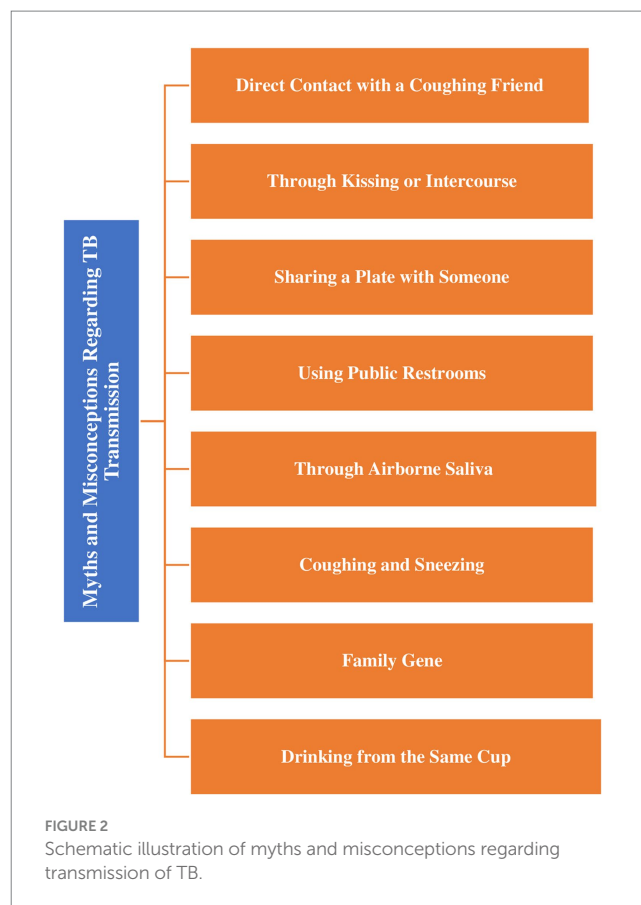 Myths and Misconceptions Regarding TB
Transmission
Direct Contact with a Coughing Friend
Through Kissing or Intercourse
Sharing a Plate with Someone
Using Public Restrooms
Through Airborne Saliva
Coughing and Sneezing
Family Gene
Drinking from the Same Cup
FIGURE 2
Schematic illustration of myths and misconceptions regarding
transmission of TB.